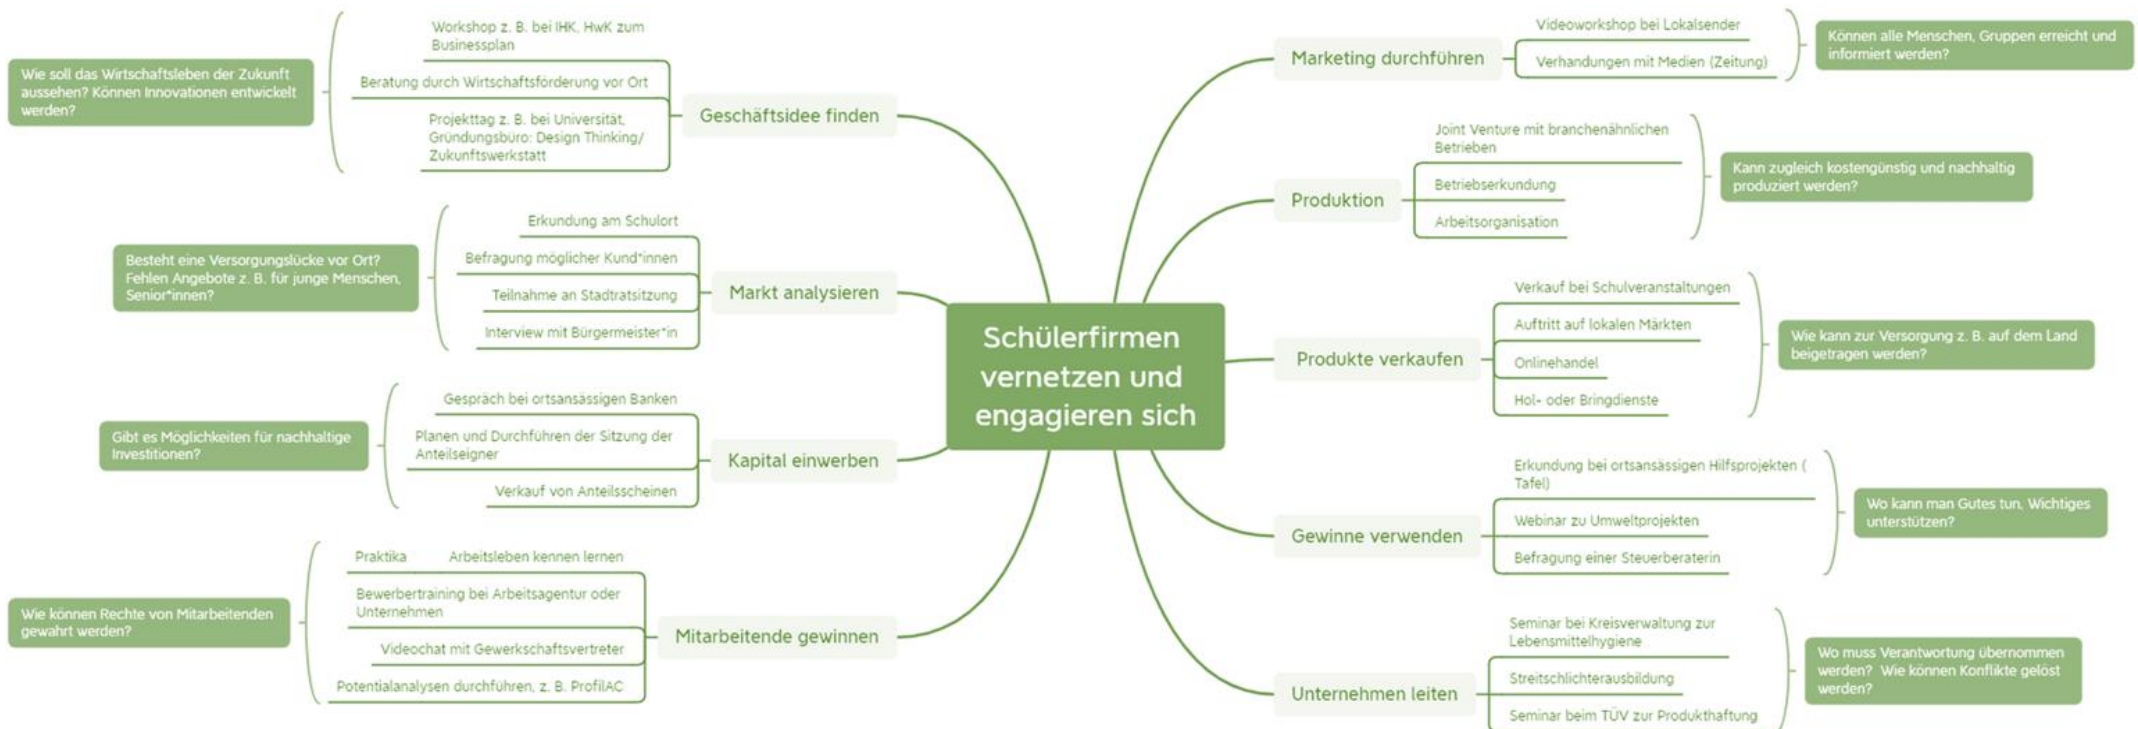 Schülerfirmen
vernetzen und
engagieren sich
Geschäftsidee finden
Workshop z. B. bei IHK, HwK zum
Businessplan
Beratung durch Wirtschaftsförderung vor Ort
Projekttag z. B. bei Universität,
Gründungsbüro: Design Thinking/
Zukunftswerkstatt
Wie soll das Wirtschaftsleben der Zukunft
aussehen? Können Innovationen entwickelt
werden?
Markt analysieren
Erkundung am Schulort
Befragung möglicher Kund*innen
Teilnahme an Stadtratsitzung
Interview mit Bürgermeister*in
Besteht eine Versorgungslücke vor Ort?
Fehlen Angebote z. B. für junge Menschen,
Senior*innen?
Kapital einwerben
Gespräch bei ortsansässigen Banken
Planen und Durchführen der Sitzung der
Anteilseigner
Verkauf von Anteilsscheinen
Gibt es Möglichkeiten für nachhaltige
Investitionen?
Mitarbeitende gewinnen
Praktika Arbeitsleben kennen lernen
Bewerbertraining bei Arbeitsagentur oder
Unternehmen
Videochat mit Gewerkschaftsvertreter
Potentialanalysen durchführen, z. B. ProfilAC
Wie können Rechte von Mitarbeitenden
gewahrt werden?
Marketing durchführen
Videoworkshop bei Lokalsender
Verhandungen mit Medien (Zeitung)
Können alle Menschen, Gruppen erreicht und
informiert werden?
Produktion
Joint Venture mit branchenähnlichen
Betrieben
Betriebserkundung
Arbeitsorganisation
Kann zugleich kostengünstig und nachhaltig
produziert werden?
Produkte verkaufen
Verkauf bei Schulveranstaltungen
Auftritt auf lokalen Märkten
Onlinehandel
Hol- oder Bringdienste
Wie kann zur Versorgung z. B. auf dem Land
beigetragen werden?
Gewinne verwenden
Erkundung bei ortsansässigen Hilfsprojekten (
Tafel)
Webinar zu Umweltprojekten
Befragung einer Steuerberaterin
Wo kann man Gutes tun, Wichtiges
unterstützen?
Unternehmen leiten
Seminar bei Kreisverwaltung zur
Lebensmittelhygiene
Streitschlichterausbildung
Seminar beim TÜV zur Produkthaftung
Wo muss Verantwortung übernommen
werden? Wie können Konflikte gelöst
werden?